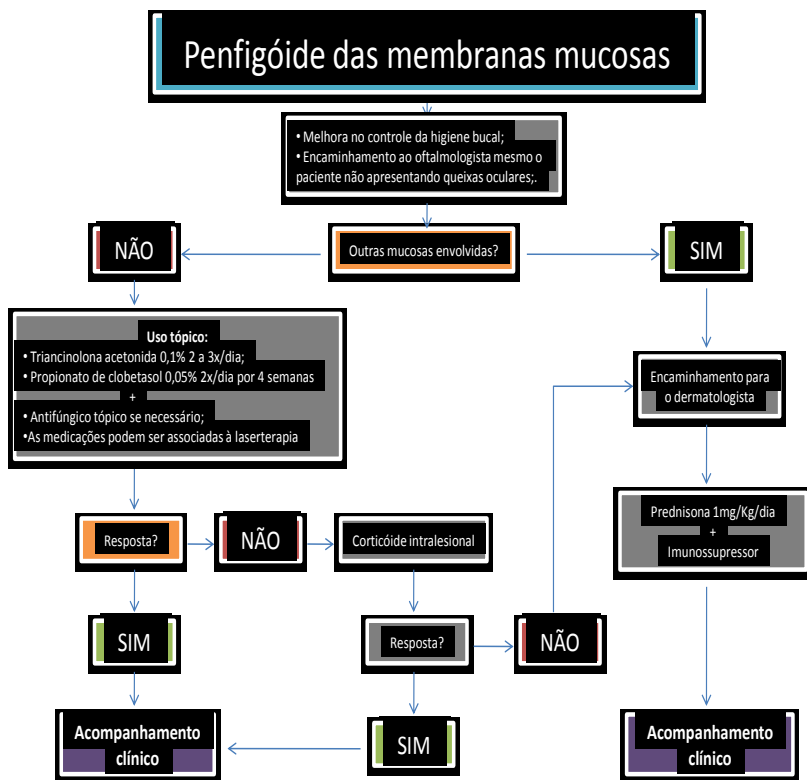 Penfigóide das membranas mucosas
• Melhora no controle da higiene bucal;
• Encaminhamento ao oftalmologista mesmo o
paciente não apresentando queixas oculares;.
NÃO
Outras mucosas envolvidas?
SIM
Uso tópico:
• Triancinolona acetonida 0,1% 2 a 3x/dia;
• Propionato de clobetasol 0,05% 2x/dia por 4 semanas
+
• Antifúngico tópico se necessário;
•As medicações podem ser associadas à laserterapia
Encaminhamento para
o dermatologista
Prednisona 1mg/Kg/dia
+
Imunossupressor
Resposta?
NÃO
Corticóide intralesional
SIM
Resposta?
NÃO
SIM
Acompanhamento
clínico
Acompanhamento
clínico